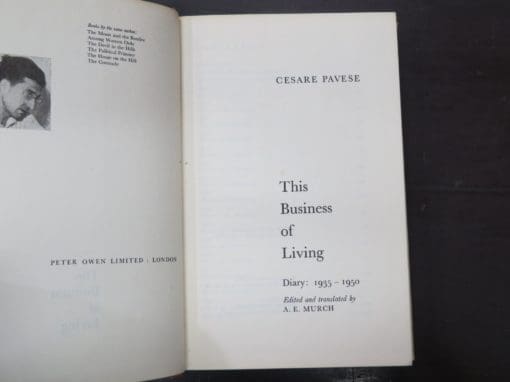 Books by the same author:
The Moon and the Bonfire
Among Women Only
The Devil in the Hills
The Political Prisoner
The House on the Hill
The Comrade
PETER OWEN LIMITED : LONDON
CESARE PAVESE
This
Business
of
Living
Diary: 1935 – 1950
Edited and translated by
A. E. MURCH